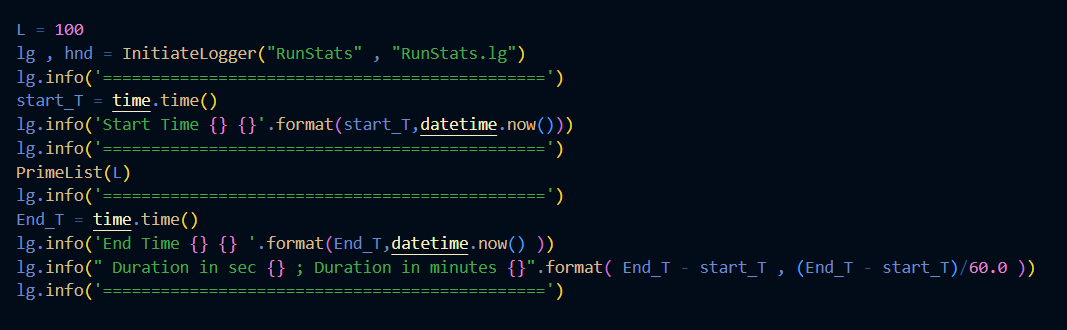 L = 100
lg , hnd = InitiateLogger("RunStats" , "RunStats.lg")
lg.info('==============================================')
start_T = time.time()
lg.info('Start Time {} {}'.format(start_T,datetime.now()))
lg.info('==============================================')
PrimeList(L)
lg.info('==============================================')
End_T = time.time()
lg.info('End Time {} {} '.format(End_T,datetime.now() ))
lg.info(" Duration in sec {} ; Duration in minutes {}".format( End_T - start_T , (End_T - start_T)/60.0 ))
lg.info('==============================================')